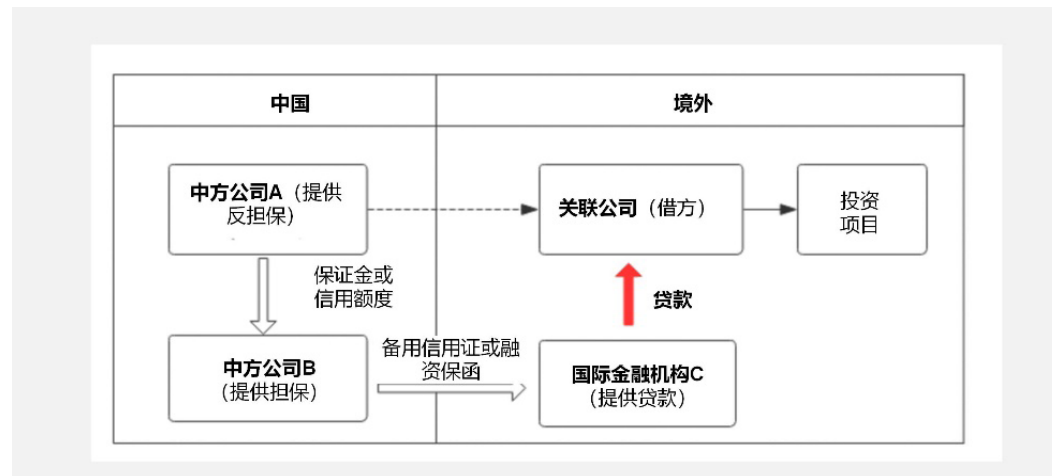 中国
境外
中方公司A（提供
反担保）
关联公司（借方）
投资
项目
保证金或
信用额度
贷款
备用信用证或融
资保函
中方公司B
（提供担保）
国际金融机构C
（提供贷款）